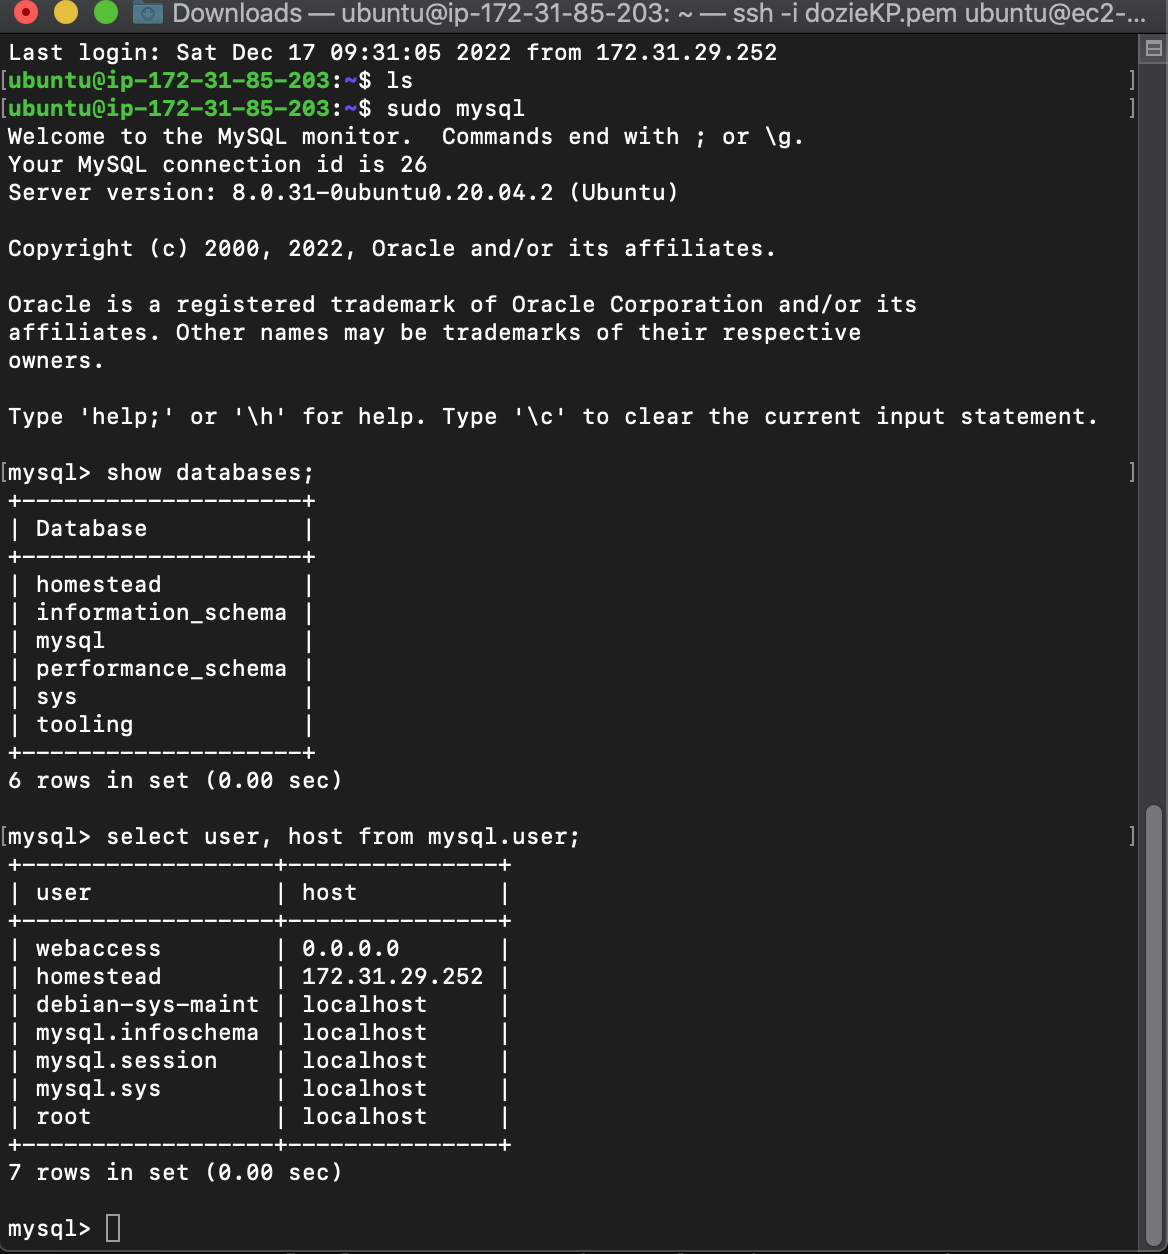 Downloads — ubuntu@ip-172-31-85-203: ~ — ssh -i dozieKP.pem ubuntu@ec2-...
Last login: Sat Dec 17 09:31:05 2022 from 172.31.29.252
[ubuntu@ip-172-31-85-203:~$ ls ]
[ubuntu@ip-172-31-85-203:~$ sudo mysql ]
Welcome to the MySQL monitor.  Commands end with ; or \g.
Your MySQL connection id is 26
Server version: 8.0.31-0ubuntu0.20.04.2 (Ubuntu)

Copyright (c) 2000, 2022, Oracle and/or its affiliates.

Oracle is a registered trademark of Oracle Corporation and/or its
affiliates. Other names may be trademarks of their respective
owners.

Type 'help;' or '\h' for help. Type '\c' to clear the current input statement.

[mysql> show databases; ]
+--------------------+
| Database           |
+--------------------+
| homestead          |
| information_schema |
| mysql              |
| performance_schema |
| sys                |
| tooling            |
+--------------------+
6 rows in set (0.00 sec)

[mysql> select user, host from mysql.user; ]
+------------------+---------------+
| user             | host          |
+------------------+---------------+
| webaccess        | 0.0.0.0       |
| homestead        | 172.31.29.252 |
| debian-sys-maint | localhost     |
| mysql.infoschema | localhost     |
| mysql.session    | localhost     |
| mysql.sys        | localhost     |
| root             | localhost     |
+------------------+---------------+
7 rows in set (0.00 sec)

mysql>